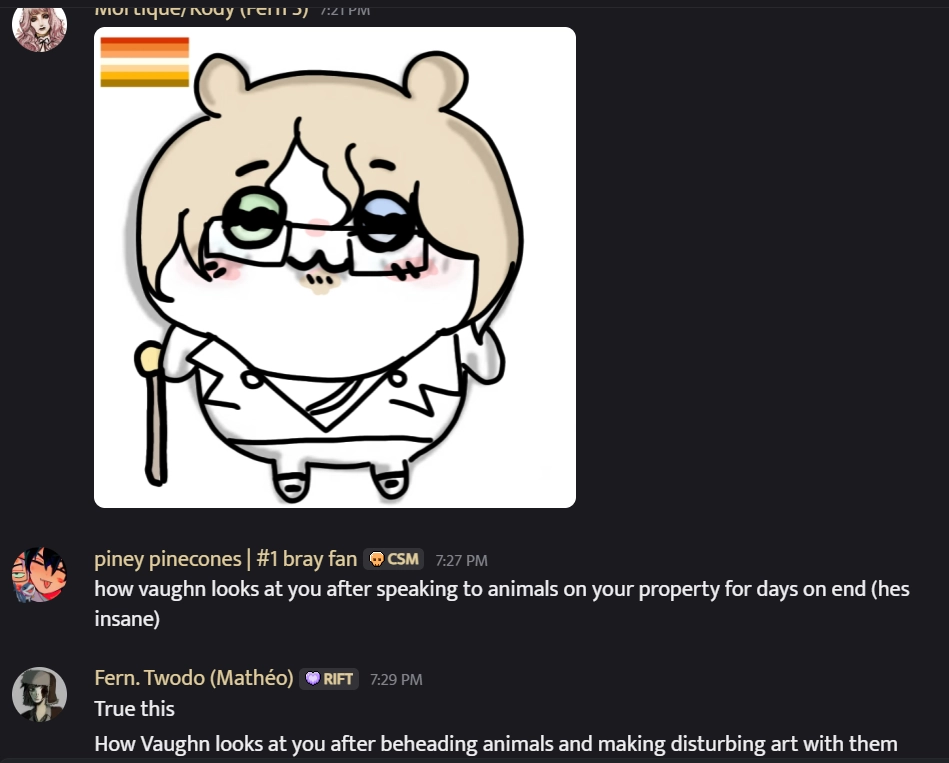 Mortique/Rody (Fern 3) 7:21 PM
piney pinecones | #1 bray fan CSM 7:27 PM
how vaughn looks at you after speaking to animals on your property for days on end (hes
insane)
Fern. Twodo (Mathéo) RIFT 7:29 PM
True this
How Vaughn looks at you after beheading animals and making disturbing art with them